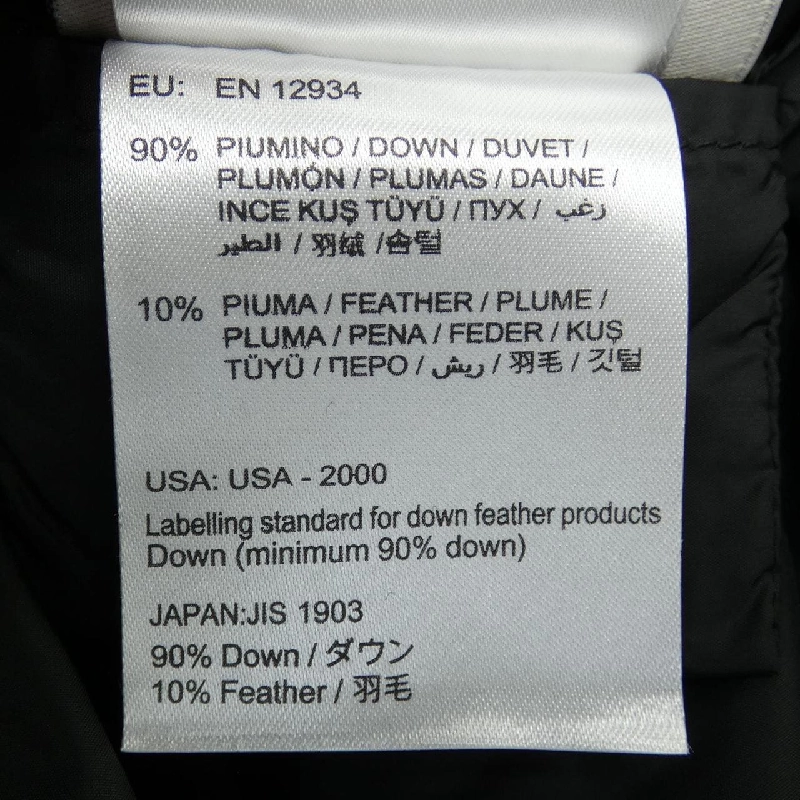 EU: EN 12934
90% PIUMINO / DOWN / DUVET /
PLUMÓN / PLUMAS / DAUNE /
INCE KUŞ TÜYÜ / ПУХ / زغب
الطير / 羽绒 /솜털
10% PIUMA / FEATHER / PLUME /
PLUMA / PENA / FEDER / KUŞ
TÜYÜ / ПЕРО / ريش / 羽毛 / 깃털
USA: USA - 2000
Labelling standard for down feather products
Down (minimum 90% down)
JAPAN:JIS 1903
90% Down / ダウン
10% Feather / 羽毛